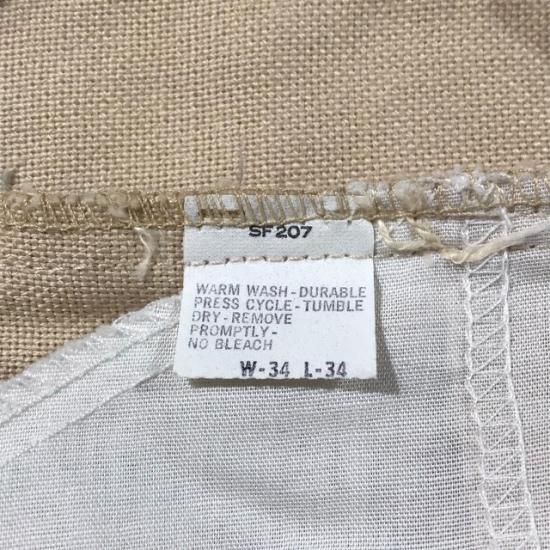 SF207
WARM WASH-DURABLE
PRESS CYCLE-TUMBLE
DRY-REMOVE
PROMPTLY-
NO BLEACH
W-34 L-34